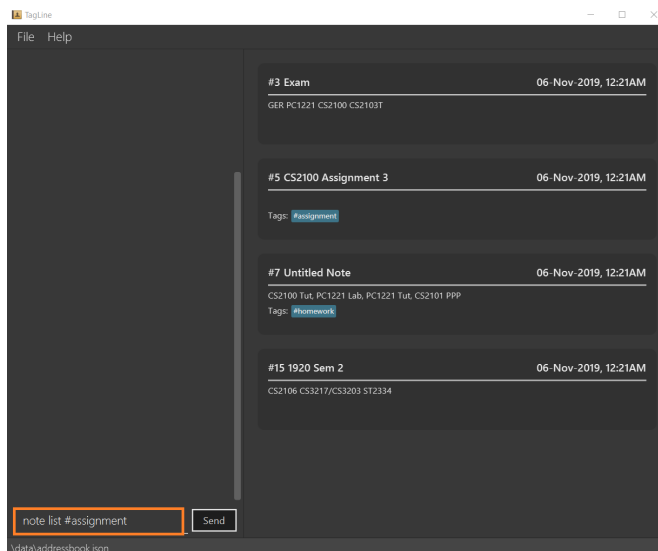 TagLine
File Help
#3 Exam 06-Nov-2019, 12:21AM
GER PC1221 CS2100 CS2103T
#5 CS2100 Assignment 3 06-Nov-2019, 12:21AM
Tags: #assignment
#7 Untitled Note 06-Nov-2019, 12:21AM
CS2100 Tut, PC1221 Lab, PC1221 Tut, CS2101 PPP
Tags: #homework
#15 1920 Sem 2 06-Nov-2019, 12:21AM
CS2106 CS3217/CS3203 ST2334
note list #assignment Send
\data\addressbook.json